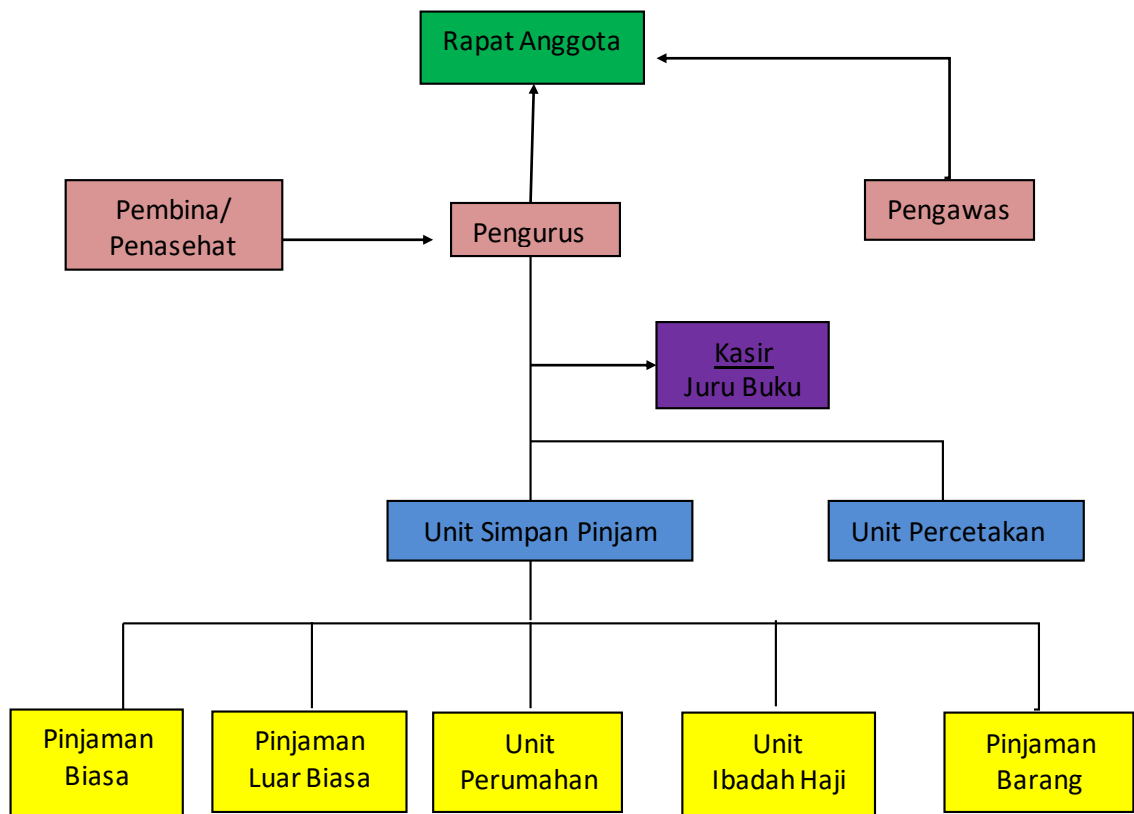 Rapat Anggota
Pembina/
Penasehat
Pengurus
Pengawas
Kasir
Juru Buku
Unit Simpan Pinjam
Unit Percetakan
Pinjaman
Biasa
Pinjaman
Luar Biasa
Unit
Perumahan
Unit
Ibadah Haji
Pinjaman
Barang